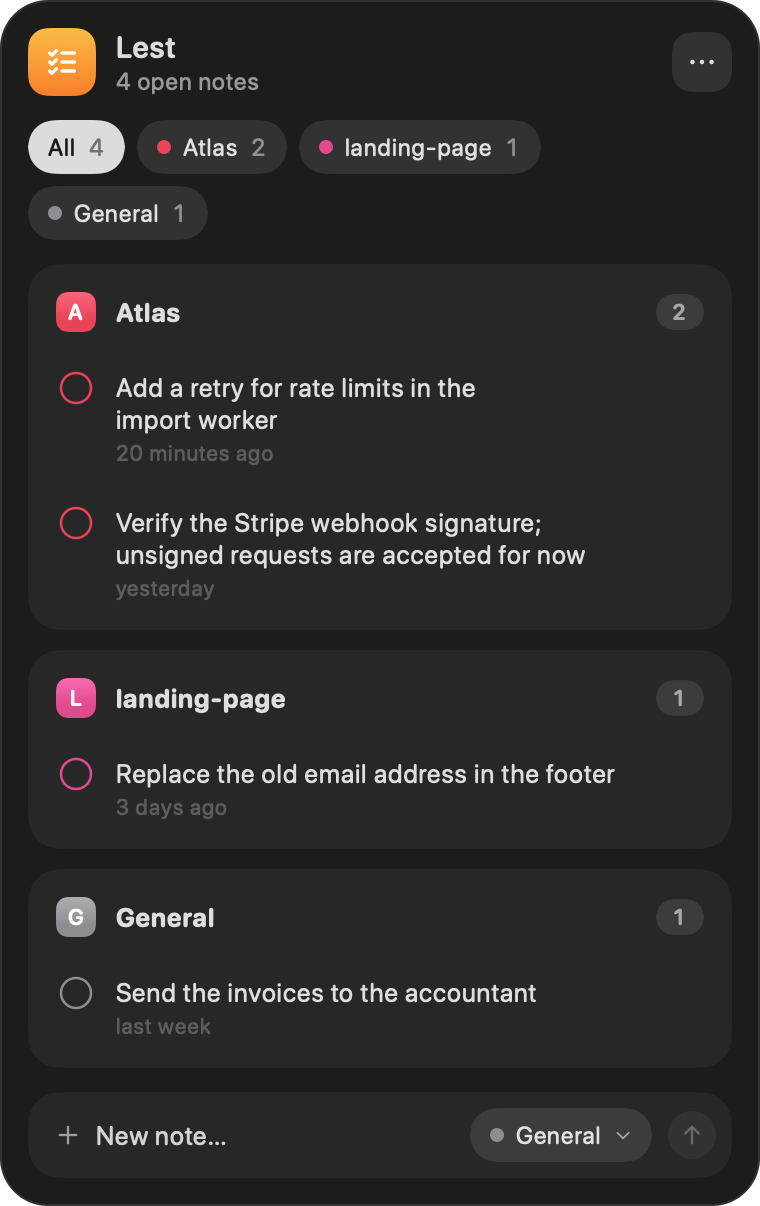 Lest
4 open notes
All 4
Atlas 2
landing-page 1
General 1
A Atlas 2
Add a retry for rate limits in the
import worker
20 minutes ago
Verify the Stripe webhook signature;
unsigned requests are accepted for now
yesterday
L landing-page 1
Replace the old email address in the footer
3 days ago
G General 1
Send the invoices to the accountant
last week
New note...
General